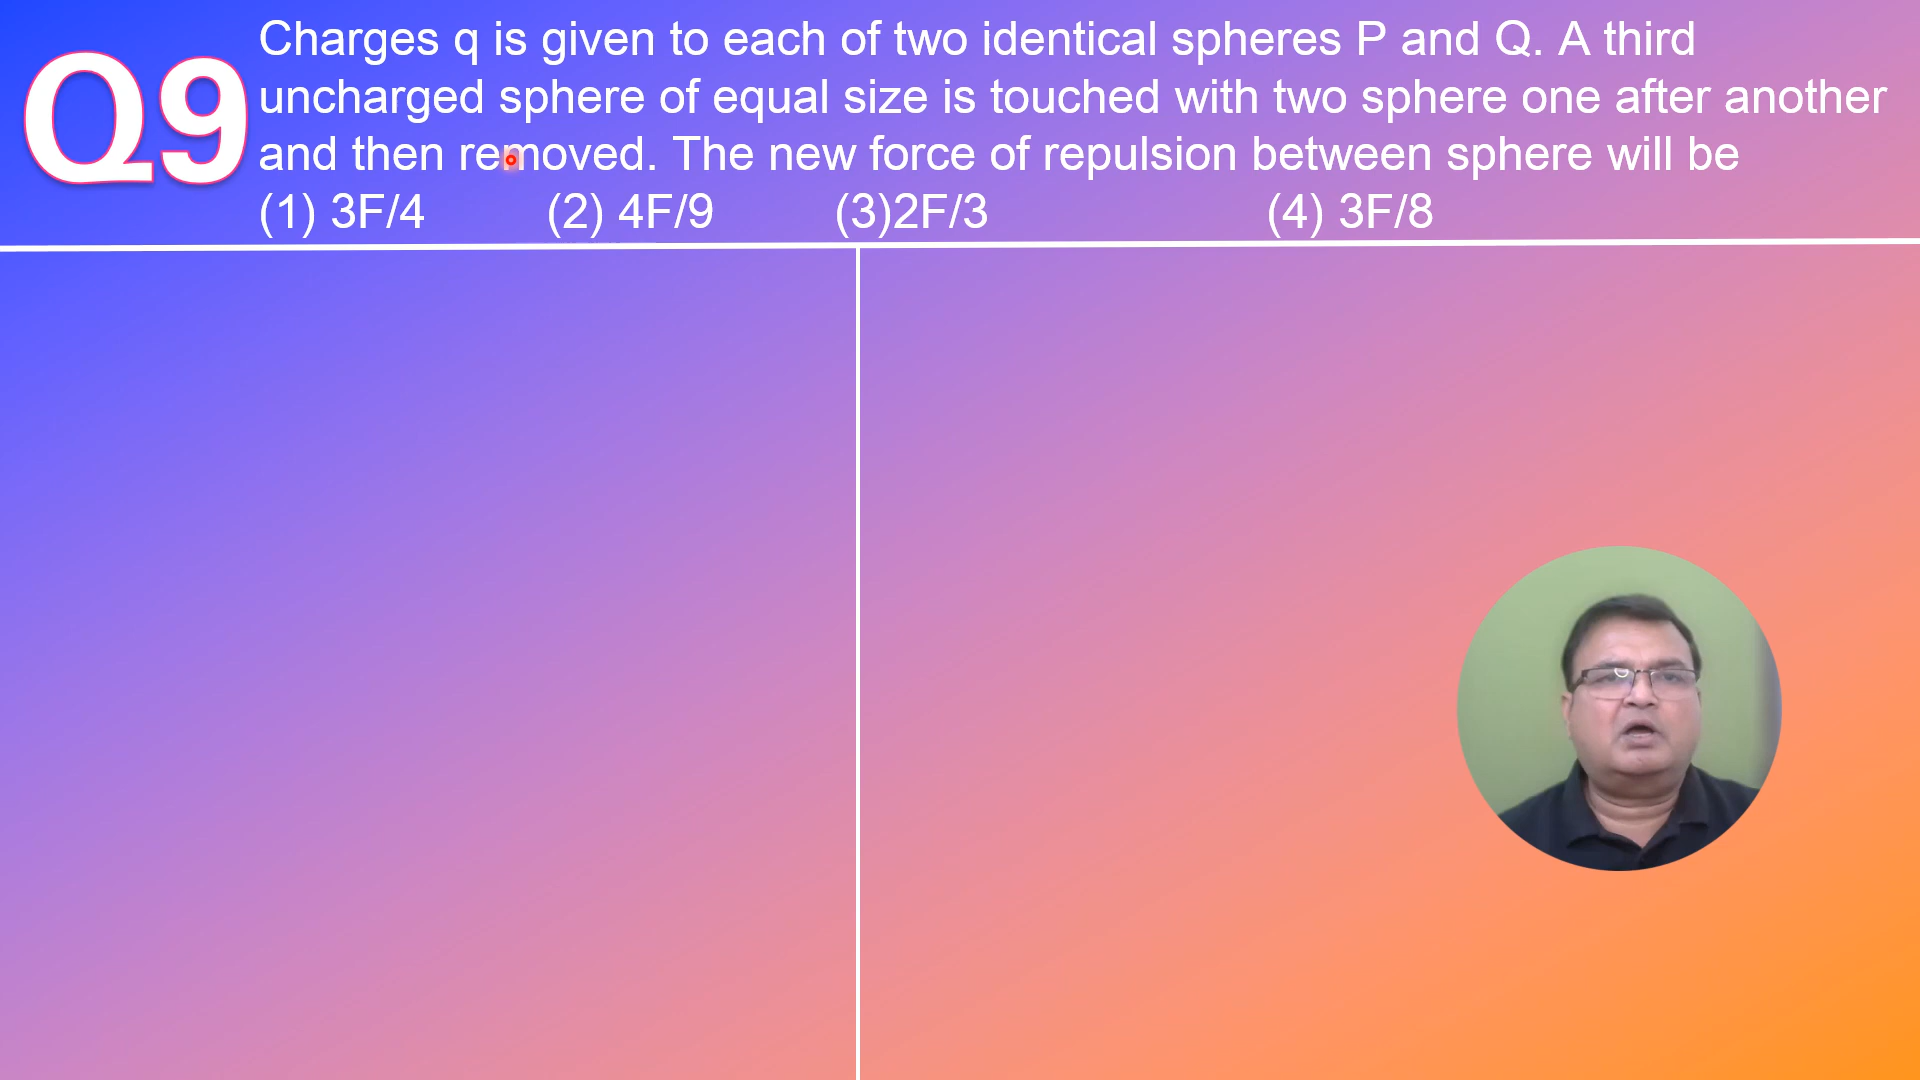 Q9
Charges q is given to each of two identical spheres P and Q. A third
uncharged sphere of equal size is touched with two sphere one after another
and then removed. The new force of repulsion between sphere will be
(1) 3F/4 (2) 4F/9 (3)2F/3 (4) 3F/8